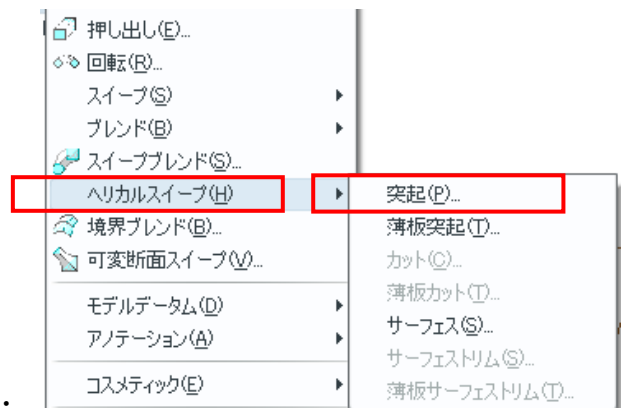 押し出し(E)...
回転(R)...
スイープ(S)
ブレンド(B)
スイープブレンド(S)...
ヘリカルスイープ(H)
境界ブレンド(B)...
可変断面スイープ(V)...
モデルデータム(D)
アノテーション(A)
コスメティック(E)
突起(P)...
薄板突起(T)...
カット(C)...
薄板カット(T)...
サーフェス(S)...
サーフェストリム(S)...
薄板サーフェストリム(T)...